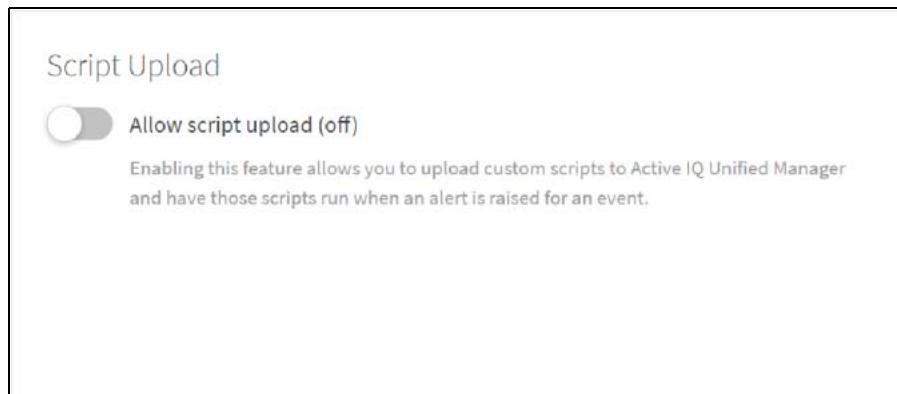 Script Upload
Allow script upload (off)
Enabling this feature allows you to upload custom scripts to Active IQ Unified Manager
and have those scripts run when an alert is raised for an event.